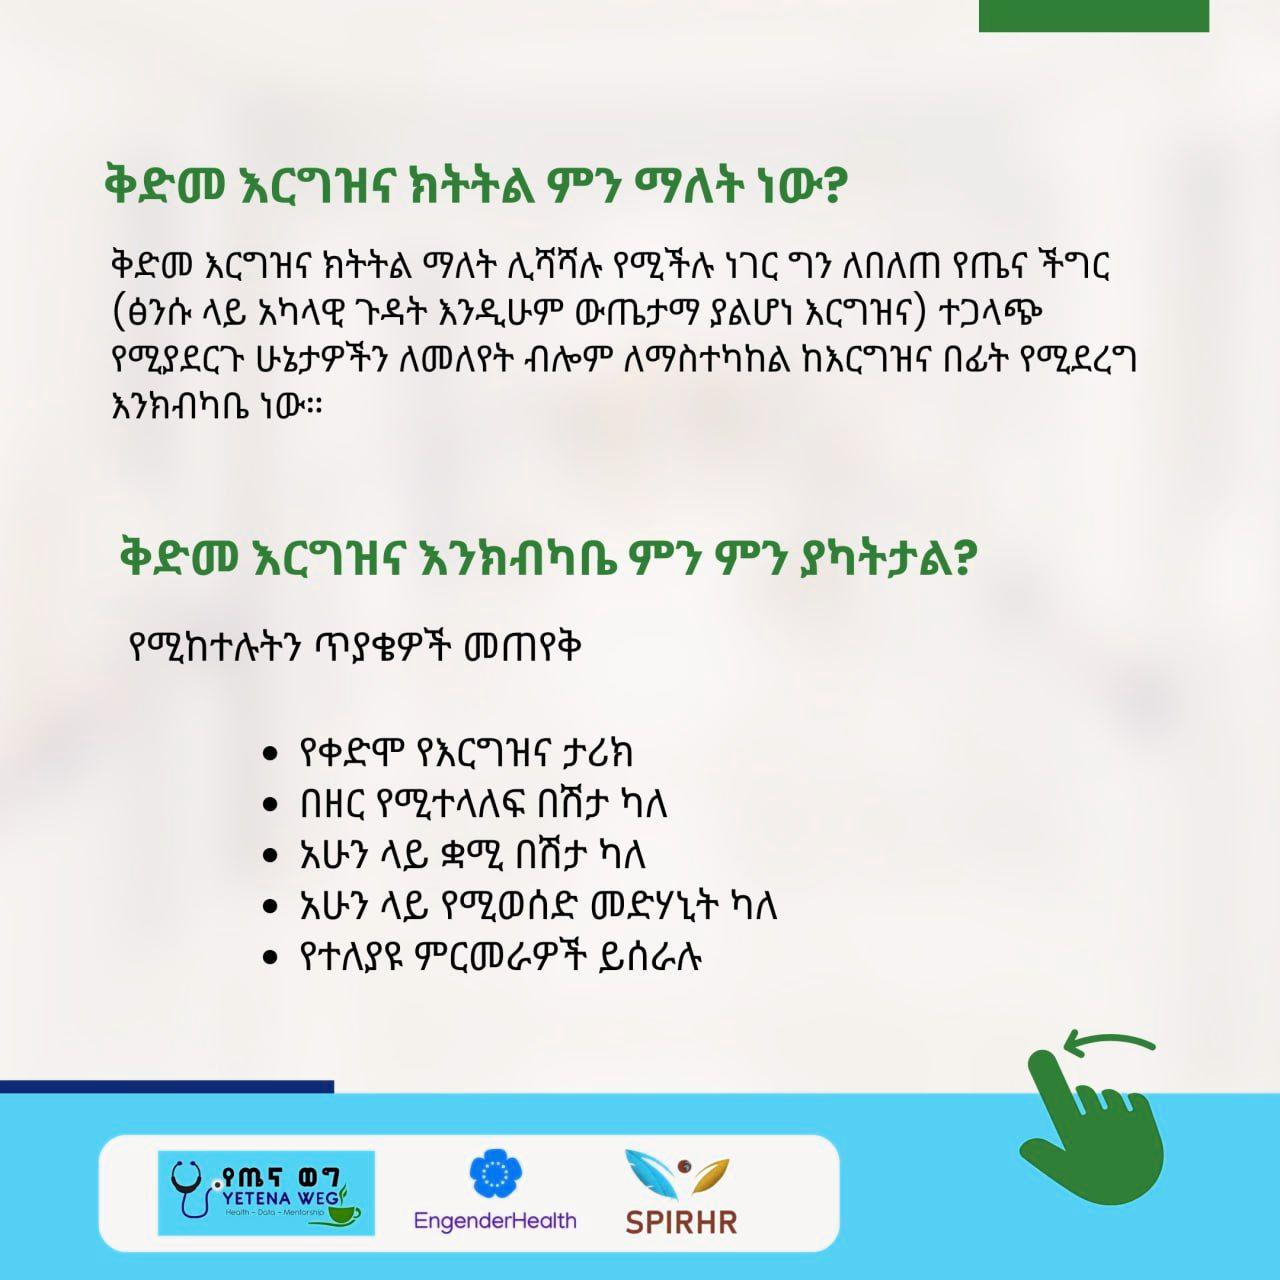 ቅድመ እርግዝና ክትትል ምን ማለት ነው?
ቅድመ እርግዝና ክትትል ማለት ሊሻሻሉ የሚችሉ ነገር ግን ለበለጠ የጤና ችግር
(ፅንሱ ላይ አካላዊ ጉዳት እንዲሁም ውጤታማ ያልሆነ እርግዝና) ተጋላጭ
የሚያደርጉ ሁኔታዎችን ለመለየት ብሎም ለማስተካከል ከእርግዝና በፊት የሚደረግ
እንክብካቤ ነው።
ቅድመ እርግዝና እንክብካቤ ምን ምን ያካትታል?
የሚከተሉትን ጥያቄዎች መጠየቅ
• የቀድሞ የእርግዝና ታሪክ
• በዘር የሚተላለፍ በሽታ ካለ
• አሁን ላይ ቋሚ በሽታ ካለ
• አሁን ላይ የሚወሰድ መድሃኒት ካለ
• የተለያዩ ምርመራዎች ይሰራሉ
የጤና ወግ
YETENA WEG
Health - Data - Mentorship
EngenderHealth
SPIRHR